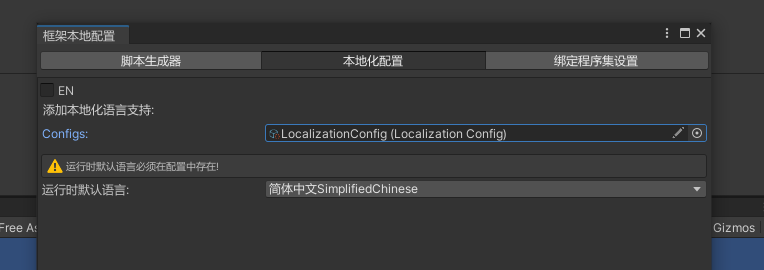 框架本地配置
脚本生成器 本地化配置 绑定程序集设置
EN
添加本地化语言支持:
Configs: LocalizationConfig (Localization Config)
运行时默认语言必须在配置中存在!
运行时默认语言: 简体中文SimplifiedChinese
Free As Gizmos